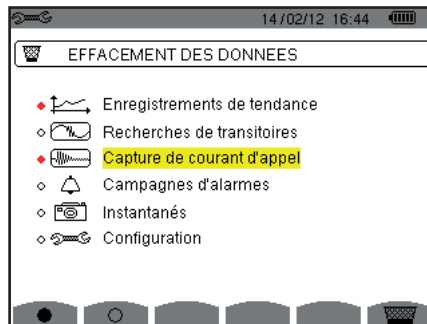 14/02/12 16:44
EFFACEMENT DES DONNEES
Enregistrements de tendance
Recherches de transitoires
Capture de courant d'appel
Campagnes d'alarmes
Instantanés
Configuration